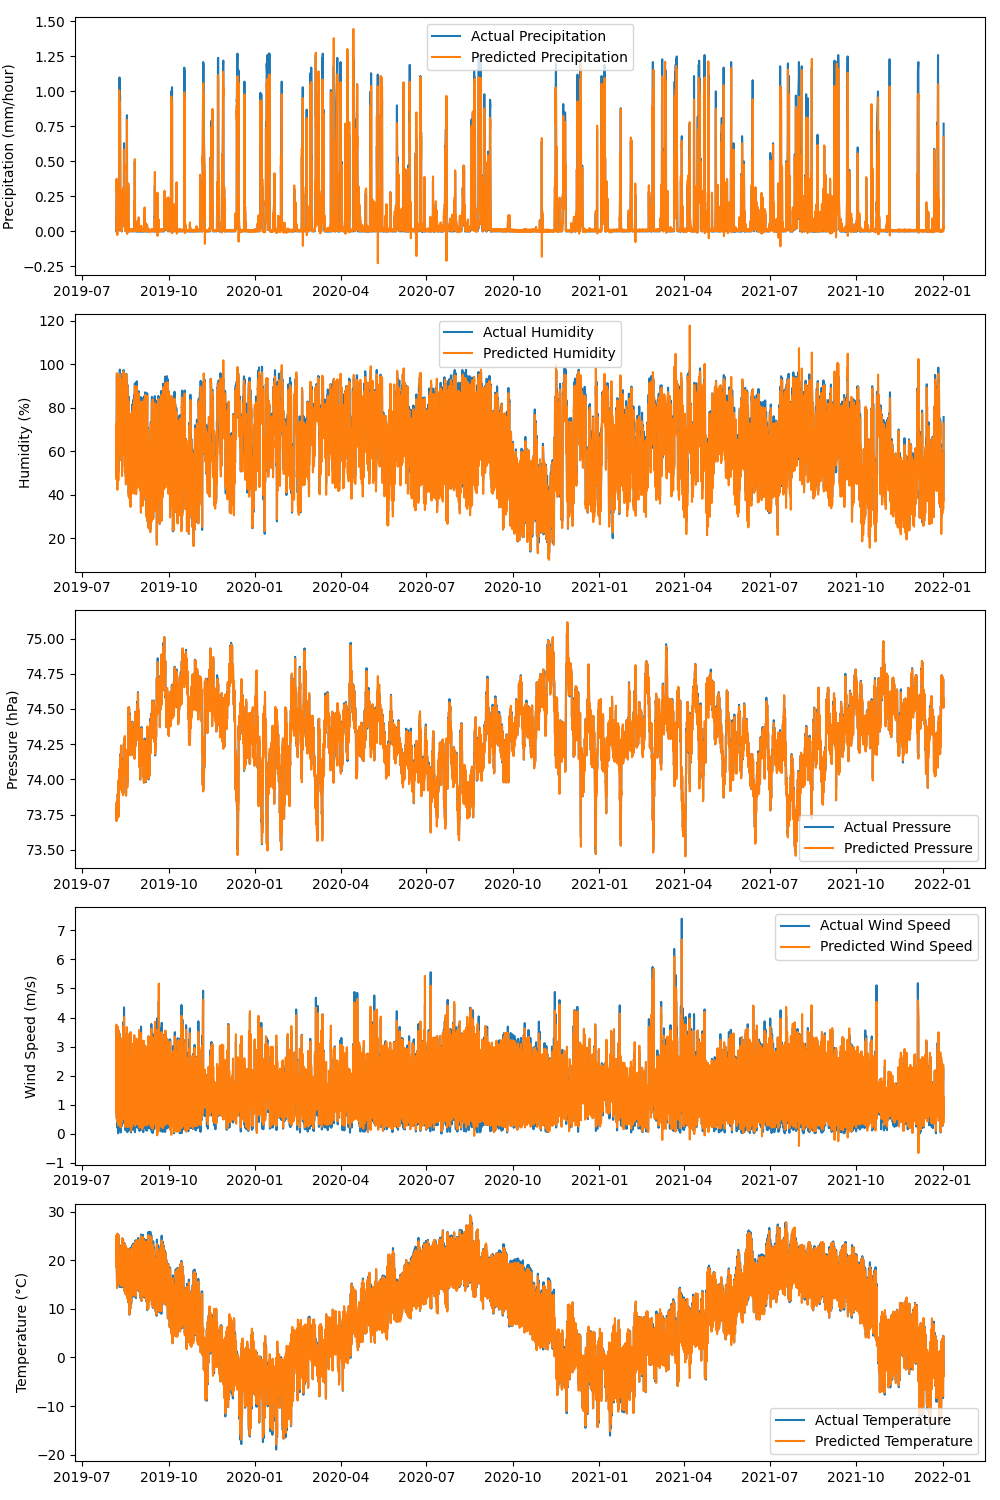 Precipitation (mm/hour)
1.50
1.25
1.00
0.75
0.50
0.25
0.00
−0.25
Actual Precipitation
Predicted Precipitation
2019-07 2019-10 2020-01 2020-04 2020-07 2020-10 2021-01 2021-04 2021-07 2021-10 2022-01
Humidity (%)
120
100
80
60
40
20
Actual Humidity
Predicted Humidity
2019-07 2019-10 2020-01 2020-04 2020-07 2020-10 2021-01 2021-04 2021-07 2021-10 2022-01
Pressure (hPa)
75.00
74.75
74.50
74.25
74.00
73.75
73.50
Actual Pressure
Predicted Pressure
2019-07 2019-10 2020-01 2020-04 2020-07 2020-10 2021-01 2021-04 2021-07 2021-10 2022-01
Wind Speed (m/s)
7
6
5
4
3
2
1
0
−1
Actual Wind Speed
Predicted Wind Speed
2019-07 2019-10 2020-01 2020-04 2020-07 2020-10 2021-01 2021-04 2021-07 2021-10 2022-01
Temperature (°C)
30
20
10
0
−10
−20
Actual Temperature
Predicted Temperature
2019-07 2019-10 2020-01 2020-04 2020-07 2020-10 2021-01 2021-04 2021-07 2021-10 2022-01